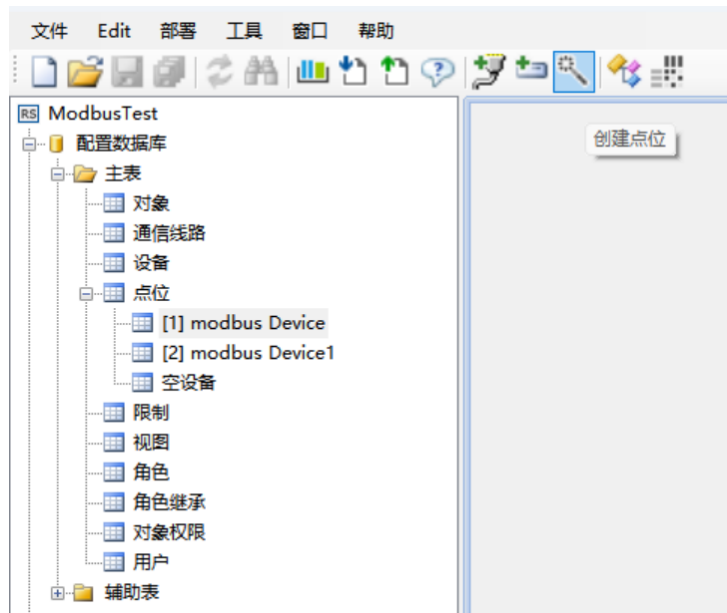 文件 Edit 部署 工具 窗口 帮助
RS ModbusTest
创建点位
配置数据库
主表
对象
通信线路
设备
点位
[1] modbus Device
[2] modbus Device1
空设备
限制
视图
角色
角色继承
对象权限
用户
辅助表